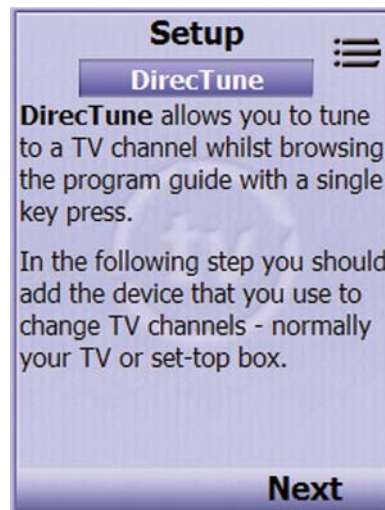 Setup
DirecTune
DirecTune allows you to tune
to a TV channel whilst browsing
the program guide with a single
key press.
In the following step you should
add the device that you use to
change TV channels - normally
your TV or set-top box.
Next